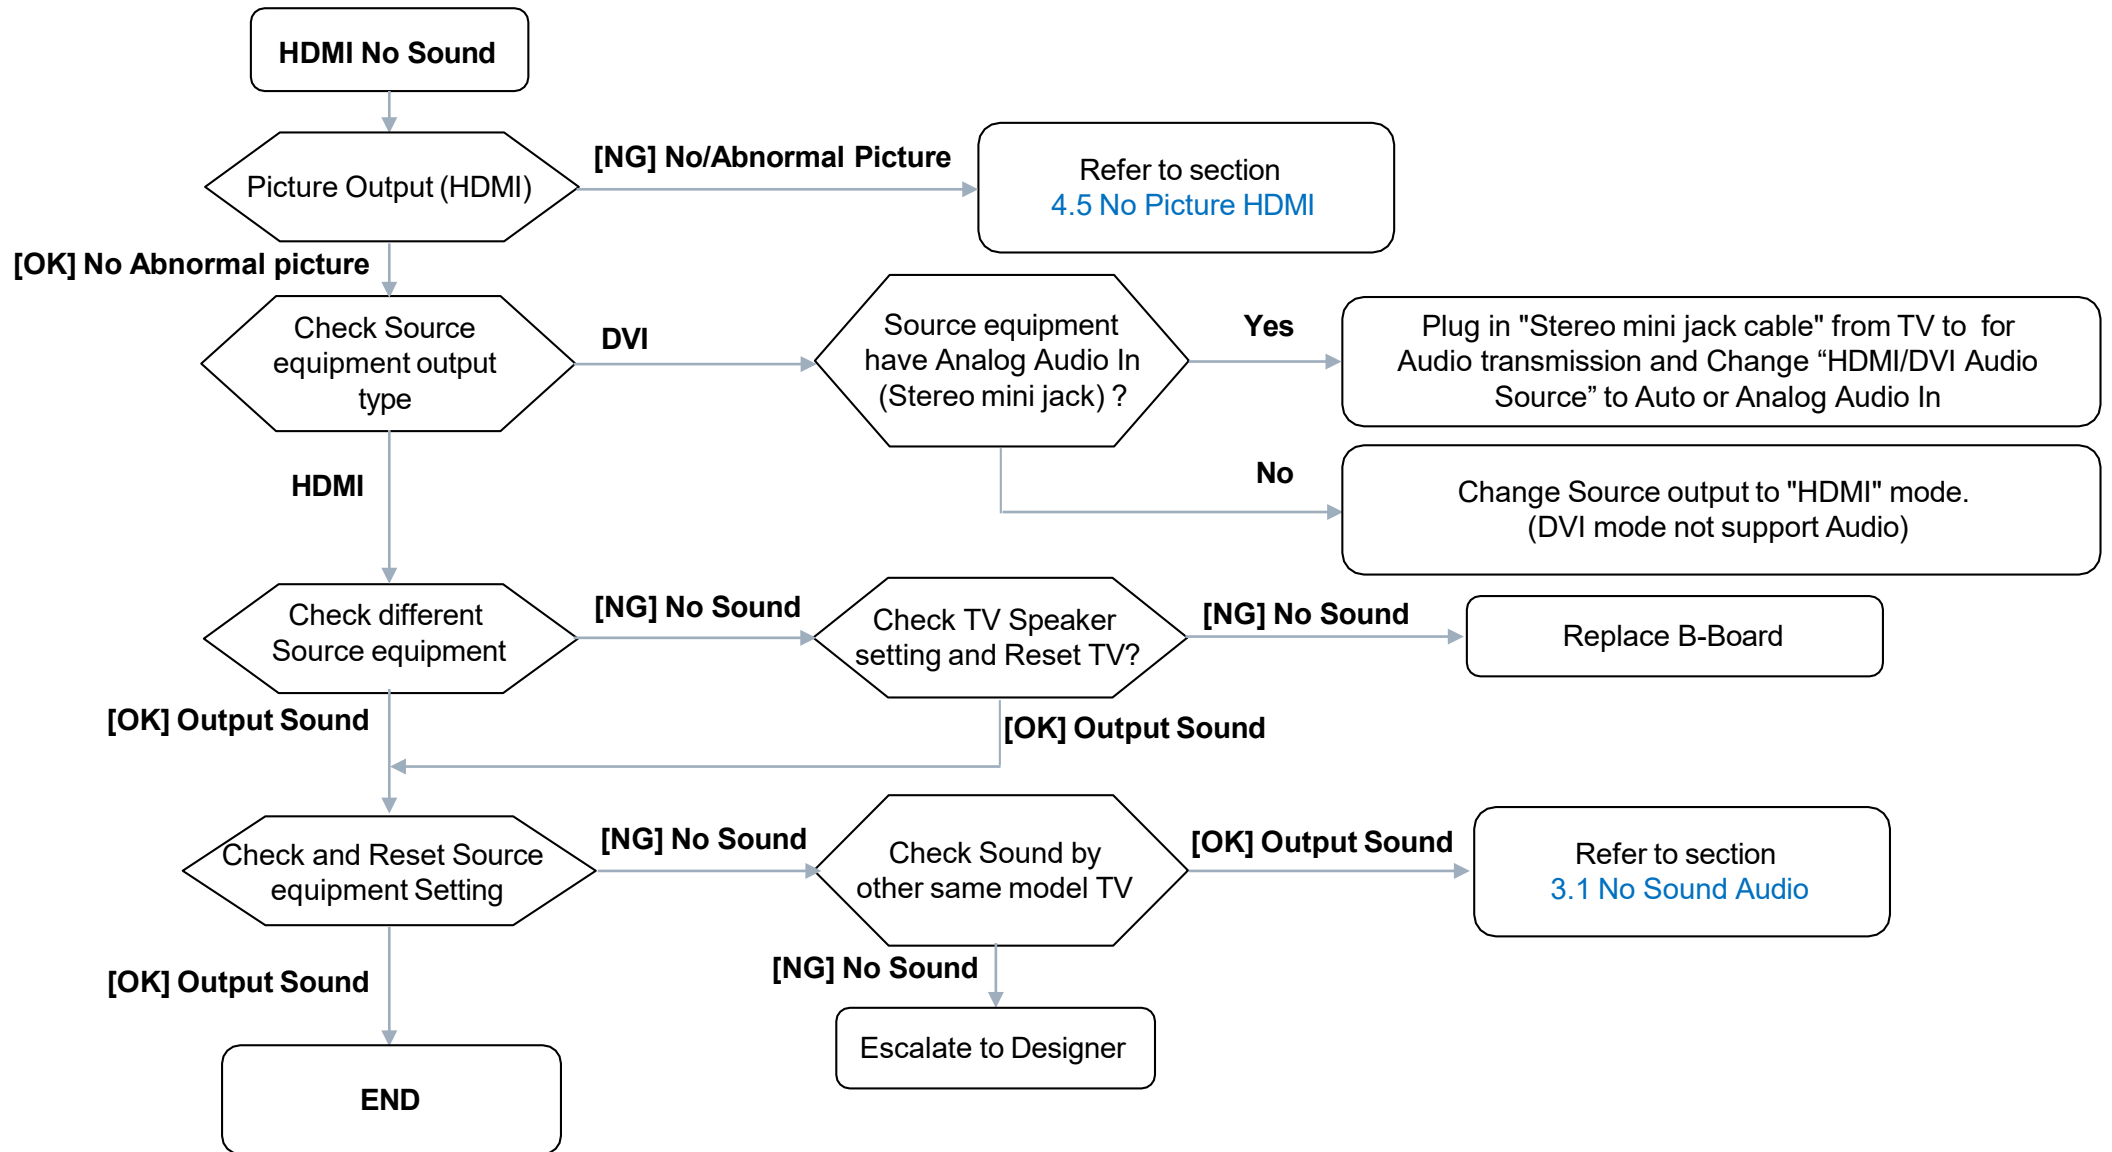 HDMI No Sound
Picture Output (HDMI)
[NG] No/Abnormal Picture
Refer to section
4.5 No Picture HDMI
[OK] No Abnormal picture
Check Source
equipment output
type
DVI
Source equipment
have Analog Audio In
(Stereo mini jack) ?
Yes
Plug in "Stereo mini jack cable" from TV to for
Audio transmission and Change “HDMI/DVI Audio
Source” to Auto or Analog Audio In
No
Change Source output to "HDMI" mode.
(DVI mode not support Audio)
HDMI
Check different
Source equipment
[NG] No Sound
Check TV Speaker
setting and Reset TV?
[NG] No Sound
Replace B-Board
[OK] Output Sound
[OK] Output Sound
Check and Reset Source
equipment Setting
[NG] No Sound
Check Sound by
other same model TV
[OK] Output Sound
Refer to section
3.1 No Sound Audio
[NG] No Sound
Escalate to Designer
[OK] Output Sound
END